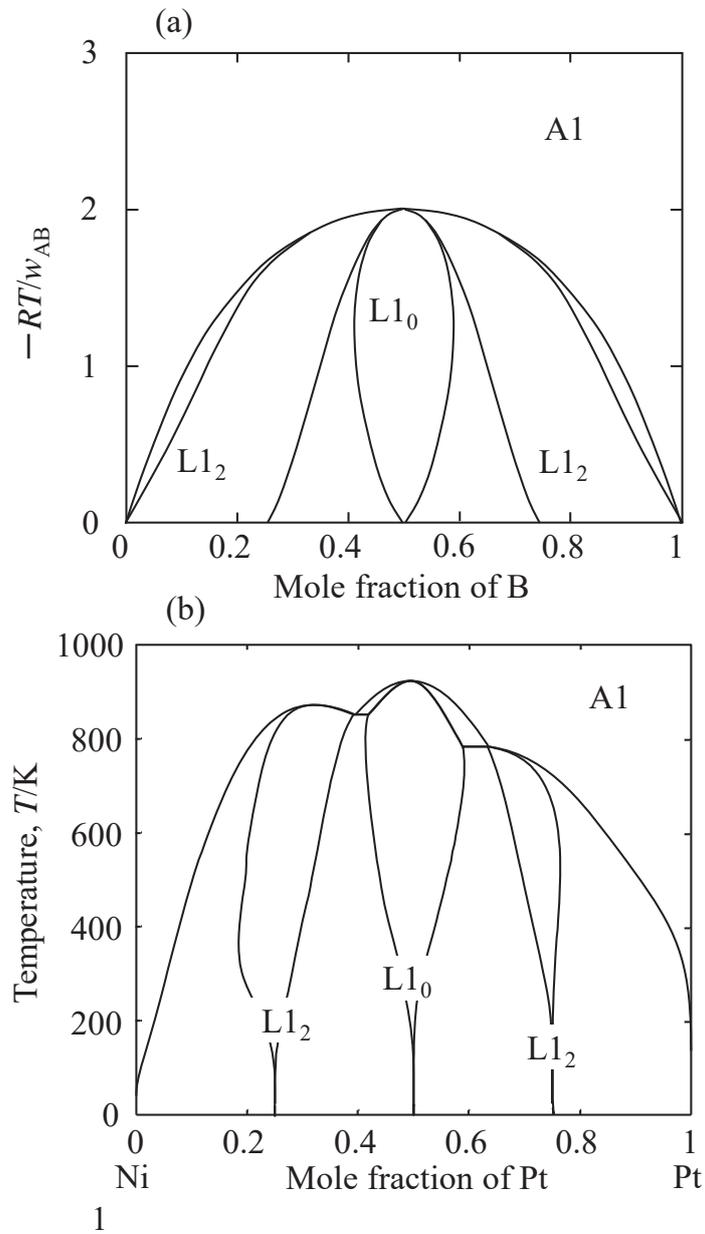 (a)
3
A1
2
−RT/wAB
L10
1
L12
L12
0
0 0.2 0.4 0.6 0.8 1
Mole fraction of B
(b)
1000
A1
800
Temperature, T/K
600
400
L10
200
L12
L12
0
0 0.2 0.4 0.6 0.8 1
Ni Mole fraction of Pt Pt
1